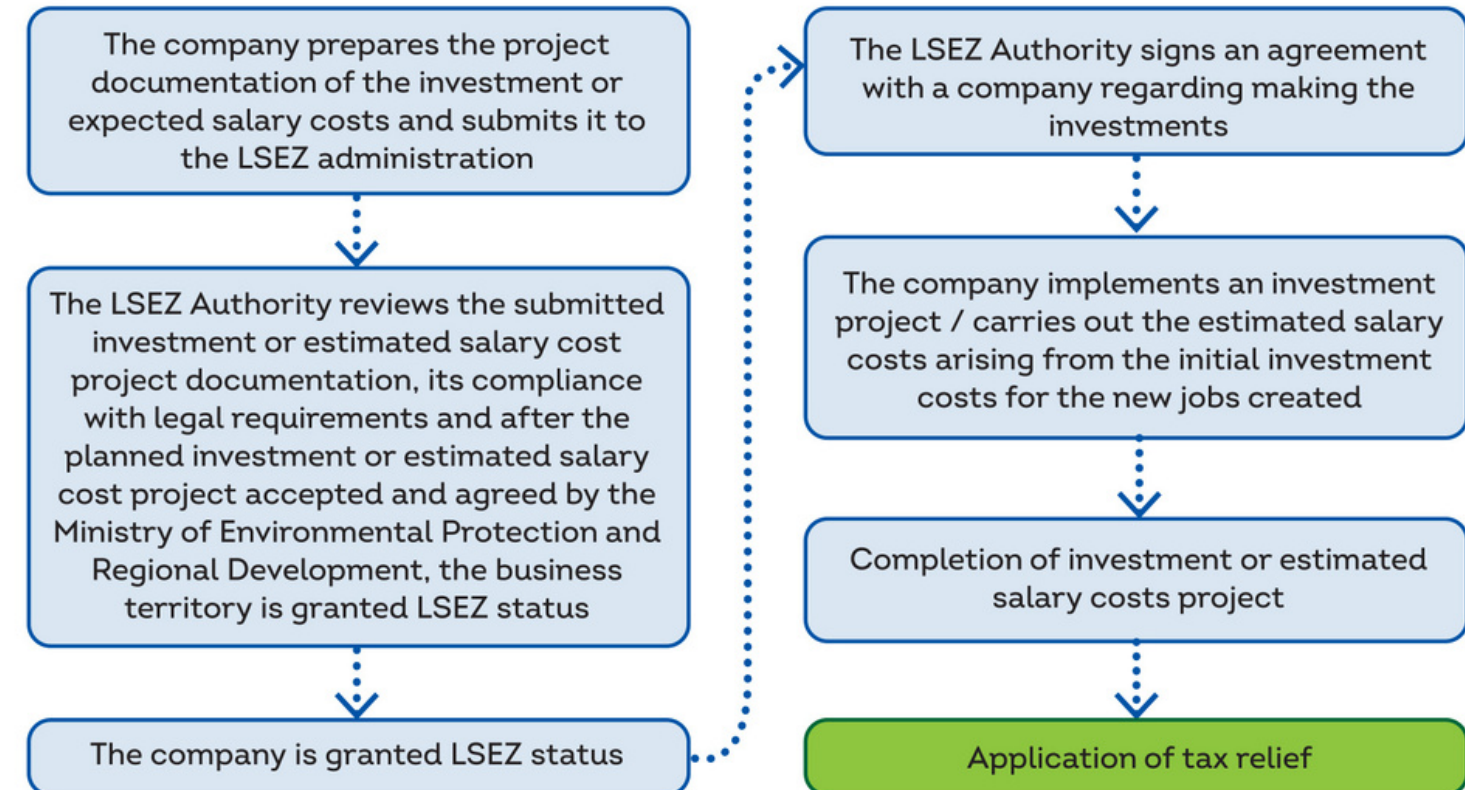 The company prepares the project
documentation of the investment or
expected salary costs and submits it to
the LSEZ administration
The LSEZ Authority reviews the submitted
investment or estimated salary cost
project documentation, its compliance
with legal requirements and after the
planned investment or estimated salary
cost project accepted and agreed by the
Ministry of Environmental Protection and
Regional Development, the business
territory is granted LSEZ status
The company is granted LSEZ status
The LSEZ Authority signs an agreement
with a company regarding making the
investments
The company implements an investment
project / carries out the estimated salary
costs arising from the initial investment
costs for the new jobs created
Completion of investment or estimated
salary costs project
Application of tax relief